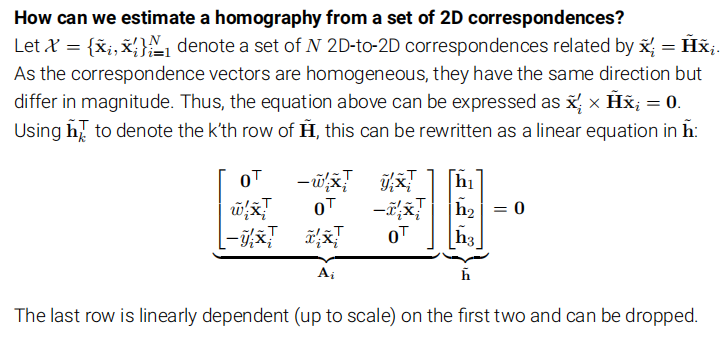 How can we estimate a homography from a set of 2D correspondences?
Let 𝒳 = {x̃ᵢ, x̃′ᵢ}ᴺᵢ₌₁ denote a set of N 2D-to-2D correspondences related by x̃′ᵢ = H̃x̃ᵢ.
As the correspondence vectors are homogeneous, they have the same direction but
differ in magnitude. Thus, the equation above can be expressed as x̃′ᵢ × H̃x̃ᵢ = 0.
Using h̃ₖᵀ to denote the k'th row of H̃, this can be rewritten as a linear equation in h̃:
[ 0ᵀ −w̃′ᵢx̃ᵢᵀ ỹ′ᵢx̃ᵢᵀ ] [ h̃₁ ]
[ w̃′ᵢx̃ᵢᵀ 0ᵀ −x̃′ᵢx̃ᵢᵀ ] [ h̃₂ ] = 0
[ −ỹ′ᵢx̃ᵢᵀ x̃′ᵢx̃ᵢᵀ 0ᵀ ] [ h̃₃ ]
Aᵢ h̃
The last row is linearly dependent (up to scale) on the first two and can be dropped.